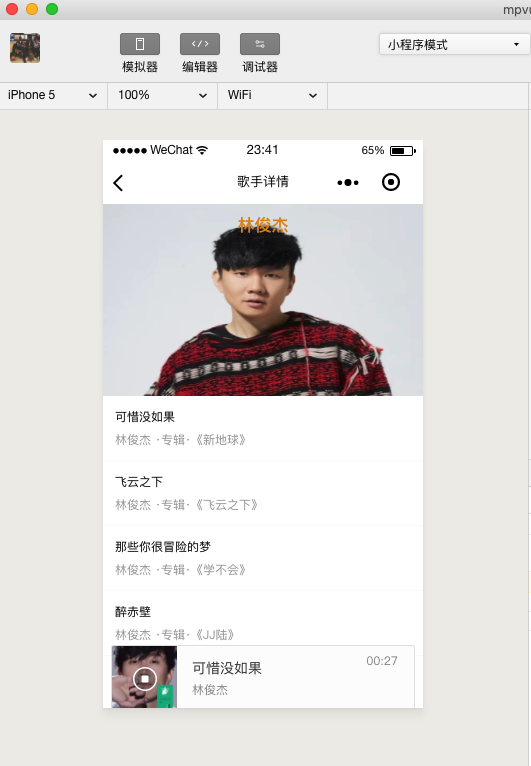 mpvu
模拟器 编辑器 调试器 小程序模式
iPhone 5 100% WiFi
WeChat 23:41 65%
歌手详情
林俊杰
可惜没如果
林俊杰 ·专辑·《新地球》
飞云之下
林俊杰 ·专辑·《飞云之下》
那些你很冒险的梦
林俊杰 ·专辑·《学不会》
醉赤壁
林俊杰 ·专辑·《JJ陆》
可惜没如果 00:27
林俊杰